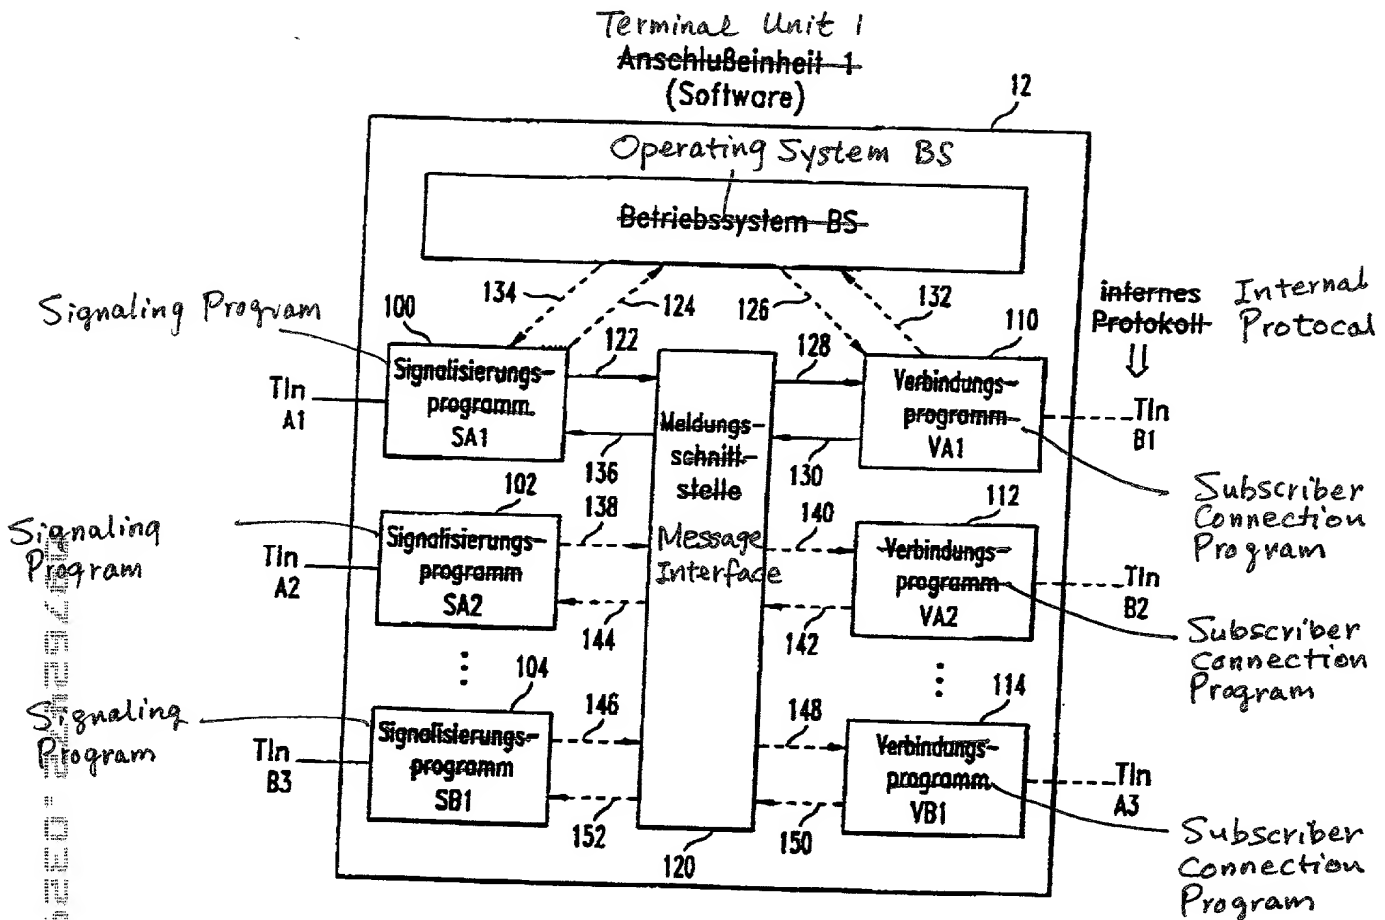 Terminal Unit 1
Anschlußeinheit 1
(Software)
12
Operating System BS
Betriebssystem BS
134
124
126
132
internes
Protokoll
Internal
Protocal
Signaling Program
100
122
128
110
Signalisierungs-
programm
SA1
Tln
A1
136
Meldungs-
schnitt-
stelle
Message
Interface
130
Verbindungs-
programm
VA1
Tln
B1
Subscriber
Connection
Program
Signaling
Program
102
138
140
112
Signalisierungs-
programm
SA2
Tln
A2
144
142
Verbindungs-
programm
VA2
Tln
B2
Subscriber
Connection
Program
Signaling
Program
104
146
148
114
Signalisierungs-
programm
SB1
Tln
B3
152
150
Verbindungs-
programm
VB1
Tln
A3
120
Subscriber
Connection
Program